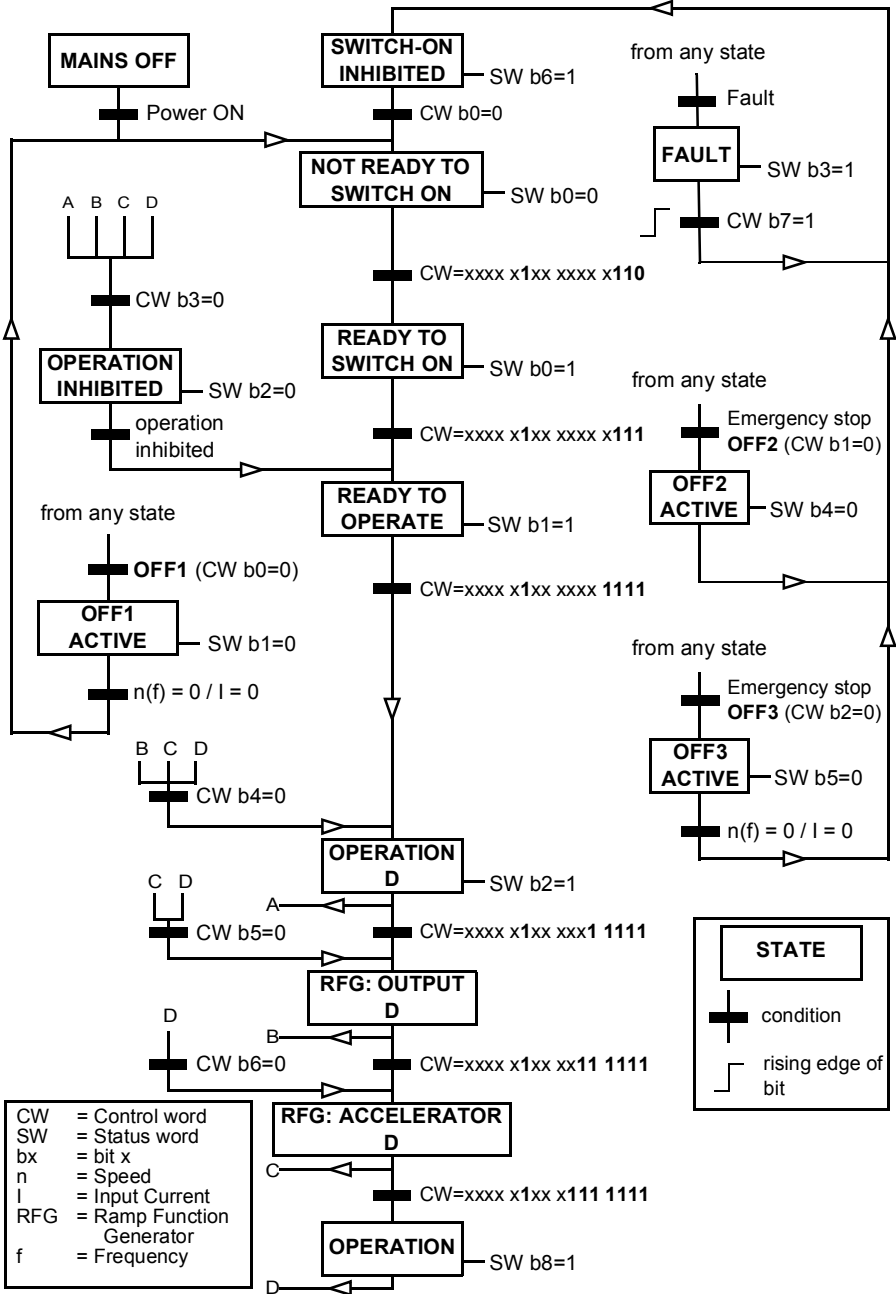 MAINS OFF
Power ON
SWITCH-ON
INHIBITED
SW b6=1
CW b0=0
NOT READY TO
SWITCH ON
SW b0=0
CW=xxxx x1xx xxxx x110
READY TO
SWITCH ON
SW b0=1
CW=xxxx x1xx xxxx x111
READY TO
OPERATE
SW b1=1
CW=xxxx x1xx xxxx 1111
from any state
Fault
FAULT
SW b3=1
CW b7=1
A B C D
CW b3=0
OPERATION
INHIBITED
SW b2=0
operation
inhibited
from any state
OFF1 (CW b0=0)
OFF1
ACTIVE
SW b1=0
n(f) = 0 / I = 0
from any state
Emergency stop
OFF2 (CW b1=0)
OFF2
ACTIVE
SW b4=0
from any state
Emergency stop
OFF3 (CW b2=0)
OFF3
ACTIVE
SW b5=0
n(f) = 0 / I = 0
B C D
CW b4=0
OPERATION
D
SW b2=1
A
CW=xxxx x1xx xxx1 1111
C D
CW b5=0
RFG: OUTPUT
D
B
CW=xxxx x1xx xx11 1111
D
CW b6=0
RFG: ACCELERATOR
D
C
CW=xxxx x1xx x111 1111
OPERATION
SW b8=1
D
STATE
condition
rising edge of
bit
CW = Control word
SW = Status word
bx = bit x
n = Speed
I = Input Current
RFG = Ramp Function
Generator
f = Frequency